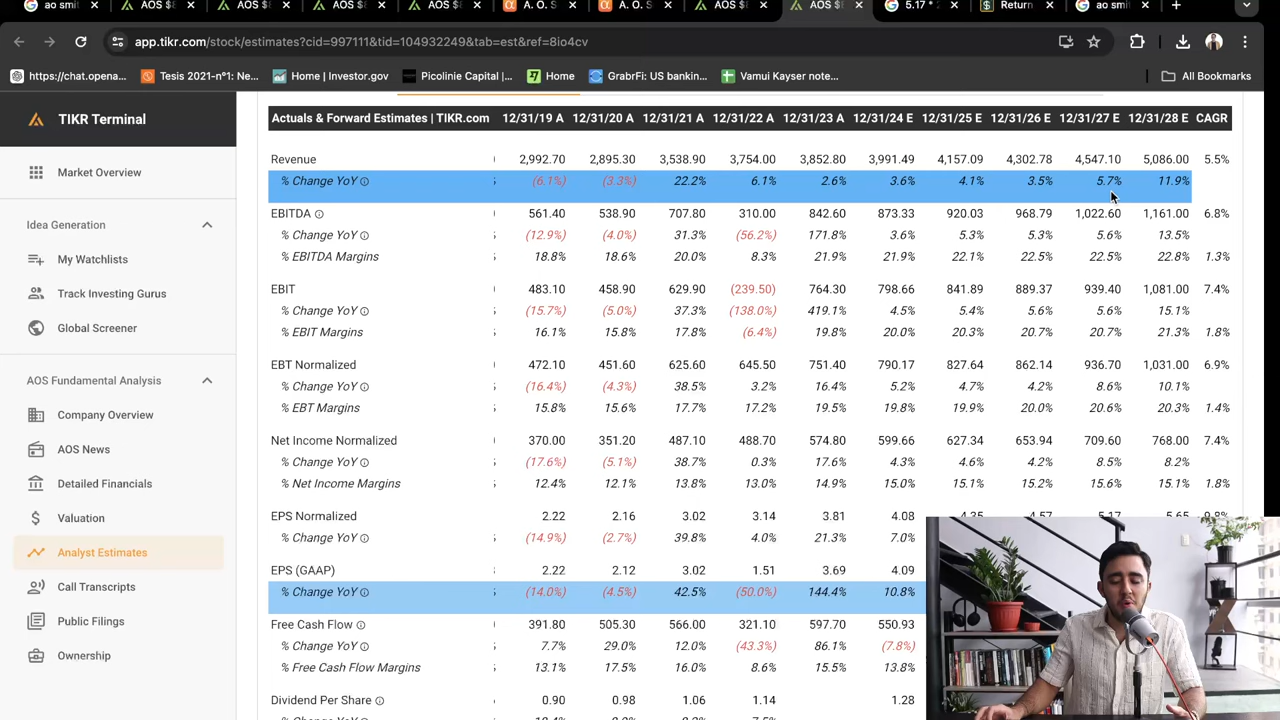 ao smi
AOS $
AOS $
AOS $
AOS $
A. O. S
A. O. S
AOS $
AOS $
5.17 *
Return
ao smit
app.tikr.com/stock/estimates?cid=997111&tid=104932249&tab=est&ref=8io4cv
https://chat.opena...
Tesis 2021-nº1: Ne...
Home | Investor.gov
Picolinie Capital |...
Home
GrabrFi: US bankin...
Vamui Kayser note...
All Bookmarks
TIKR Terminal
Market Overview
Idea Generation
My Watchlists
Track Investing Gurus
Global Screener
AOS Fundamental Analysis
Company Overview
AOS News
Detailed Financials
Valuation
Analyst Estimates
Call Transcripts
Public Filings
Ownership
Actuals & Forward Estimates | TIKR.com 12/31/19 A 12/31/20 A 12/31/21 A 12/31/22 A 12/31/23 A 12/31/24 E 12/31/25 E 12/31/26 E 12/31/27 E 12/31/28 E CAGR
Revenue 2,992.70 2,895.30 3,538.90 3,754.00 3,852.80 3,991.49 4,157.09 4,302.78 4,547.10 5,086.00 5.5%
% Change YoY (6.1%) (3.3%) 22.2% 6.1% 2.6% 3.6% 4.1% 3.5% 5.7% 11.9%
EBITDA 561.40 538.90 707.80 310.00 842.60 873.33 920.03 968.79 1,022.60 1,161.00 6.8%
% Change YoY (12.9%) (4.0%) 31.3% (56.2%) 171.8% 3.6% 5.3% 5.3% 5.6% 13.5%
% EBITDA Margins 18.8% 18.6% 20.0% 8.3% 21.9% 21.9% 22.1% 22.5% 22.5% 22.8% 1.3%
EBIT 483.10 458.90 629.90 (239.50) 764.30 798.66 841.89 889.37 939.40 1,081.00 7.4%
% Change YoY (15.7%) (5.0%) 37.3% (138.0%) 419.1% 4.5% 5.4% 5.6% 5.6% 15.1%
% EBIT Margins 16.1% 15.8% 17.8% (6.4%) 19.8% 20.0% 20.3% 20.7% 20.7% 21.3% 1.8%
EBT Normalized 472.10 451.60 625.60 645.50 751.40 790.17 827.64 862.14 936.70 1,031.00 6.9%
% Change YoY (16.4%) (4.3%) 38.5% 3.2% 16.4% 5.2% 4.7% 4.2% 8.6% 10.1%
% EBT Margins 15.8% 15.6% 17.7% 17.2% 19.5% 19.8% 19.9% 20.0% 20.6% 20.3% 1.4%
Net Income Normalized 370.00 351.20 487.10 488.70 574.80 599.66 627.34 653.94 709.60 768.00 7.4%
% Change YoY (17.6%) (5.1%) 38.7% 0.3% 17.6% 4.3% 4.6% 4.2% 8.5% 8.2%
% Net Income Margins 12.4% 12.1% 13.8% 13.0% 14.9% 15.0% 15.1% 15.2% 15.6% 15.1% 1.8%
EPS Normalized 2.22 2.16 3.02 3.14 3.81 4.08
% Change YoY (14.9%) (2.7%) 39.8% 4.0% 21.3% 7.0%
EPS (GAAP) 2.22 2.12 3.02 1.51 3.69 4.09
% Change YoY (14.0%) (4.5%) 42.5% (50.0%) 144.4% 10.8%
Free Cash Flow 391.80 505.30 566.00 321.10 597.70 550.93
% Change YoY 7.7% 29.0% 12.0% (43.3%) 86.1% (7.8%)
% Free Cash Flow Margins 13.1% 17.5% 16.0% 8.6% 15.5% 13.8%
Dividend Per Share 0.90 0.98 1.06 1.14 1.28